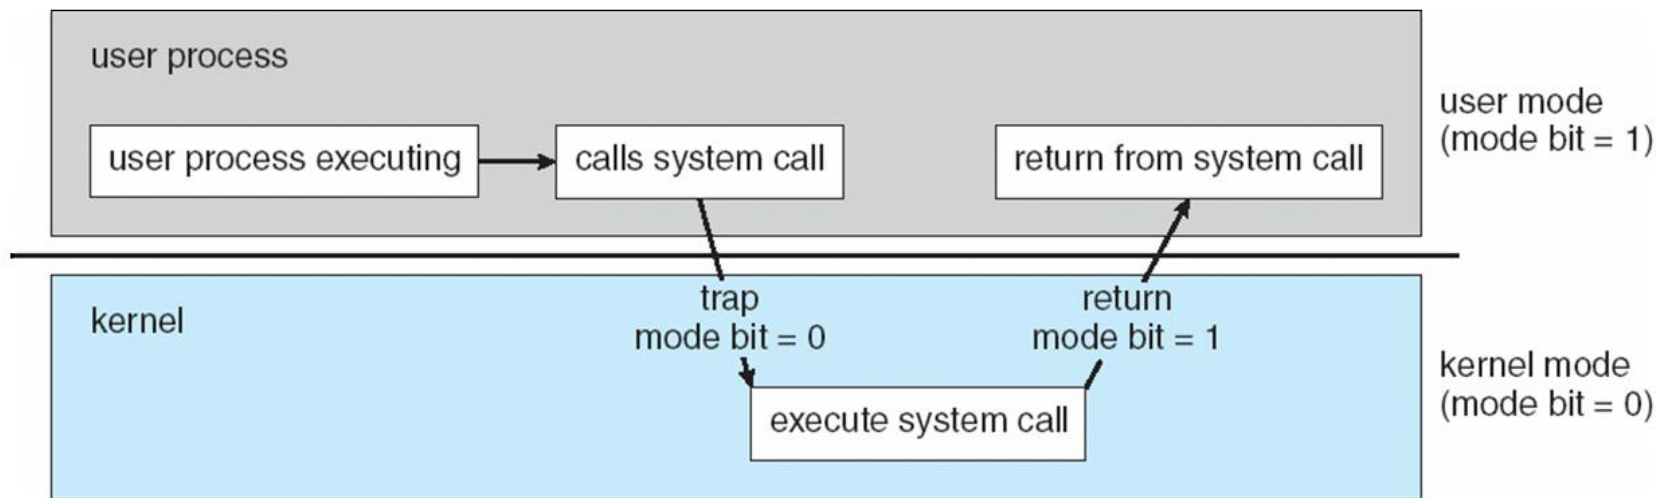 user process
user process executing
calls system call
return from system call
user mode
(mode bit = 1)
trap
mode bit = 0
return
mode bit = 1
kernel
execute system call
kernel mode
(mode bit = 0)